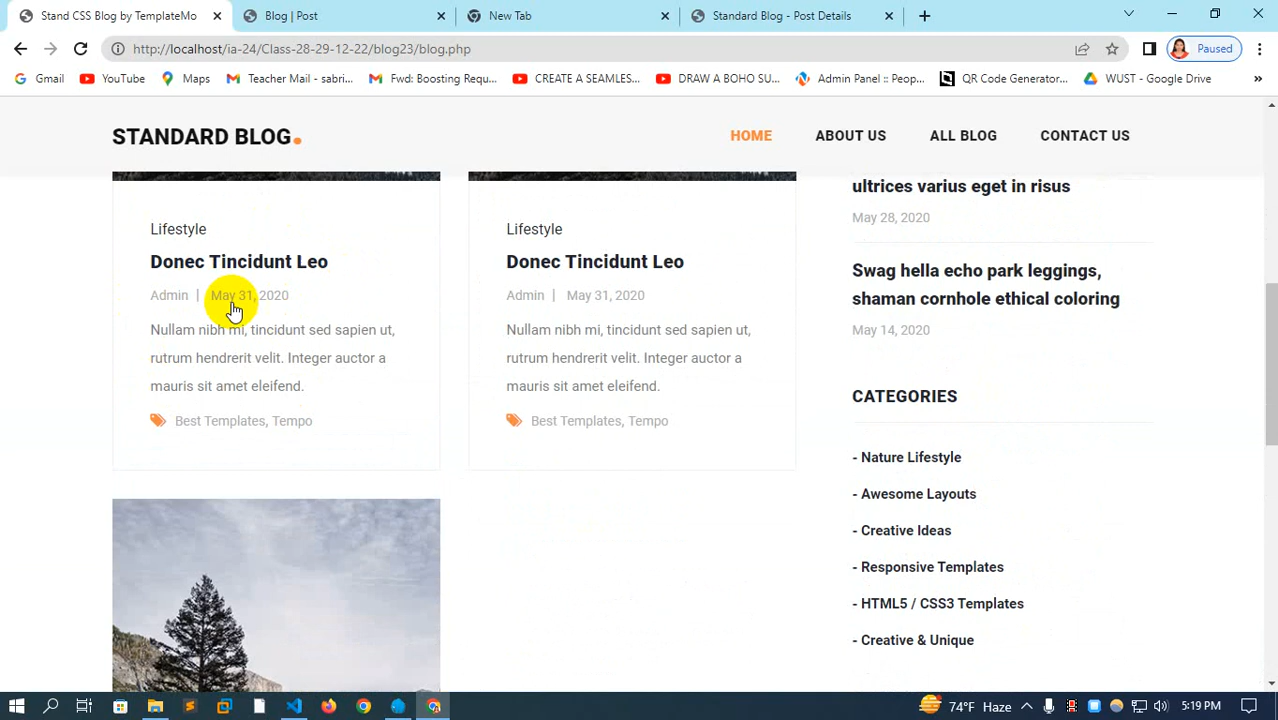 Stand CSS Blog by TemplateMo
Blog | Post
New Tab
Standard Blog - Post Details
http://localhost/ia-24/Class-28-29-12-22/blog23/blog.php
Paused
Gmail
YouTube
Maps
Teacher Mail - sabri...
Fwd: Boosting Requ...
CREATE A SEAMLES...
DRAW A BOHO SU...
Admin Panel :: Peop...
QR Code Generator...
WUST - Google Drive
»
STANDARD BLOG.
HOME
ABOUT US
ALL BLOG
CONTACT US
Lifestyle
Donec Tincidunt Leo
Admin | May 31, 2020
Nullam nibh mi, tincidunt sed sapien ut,
rutrum hendrerit velit. Integer auctor a
mauris sit amet eleifend.
Best Templates, Tempo
Lifestyle
Donec Tincidunt Leo
Admin | May 31, 2020
Nullam nibh mi, tincidunt sed sapien ut,
rutrum hendrerit velit. Integer auctor a
mauris sit amet eleifend.
Best Templates, Tempo
ultrices varius eget in risus
May 28, 2020
Swag hella echo park leggings,
shaman cornhole ethical coloring
May 14, 2020
CATEGORIES
- Nature Lifestyle
- Awesome Layouts
- Creative Ideas
- Responsive Templates
- HTML5 / CSS3 Templates
- Creative & Unique
74°F Haze
5:19 PM